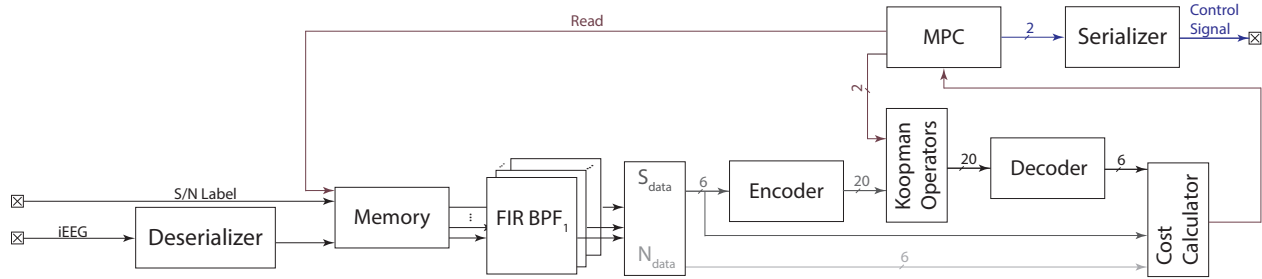 Read
MPC
2
Serializer
Control
Signal
2
Koopman
Operators
20
Decoder
6
S/N Label
iEEG
Deserializer
Memory
...
FIR BPF1
...
...
Sdata
Ndata
6
Encoder
20
6
Cost
Calculator